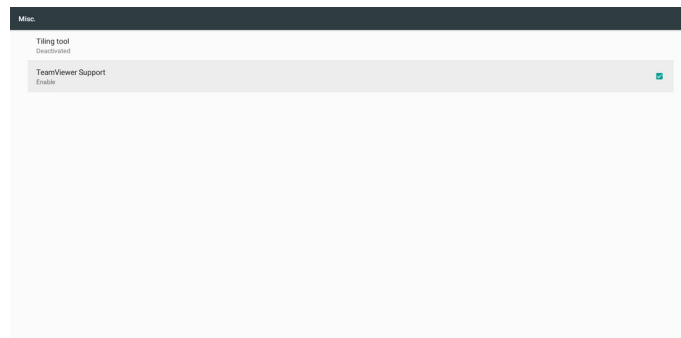 Misc.
Tiling tool
Deactivated
TeamViewer Support
Enable